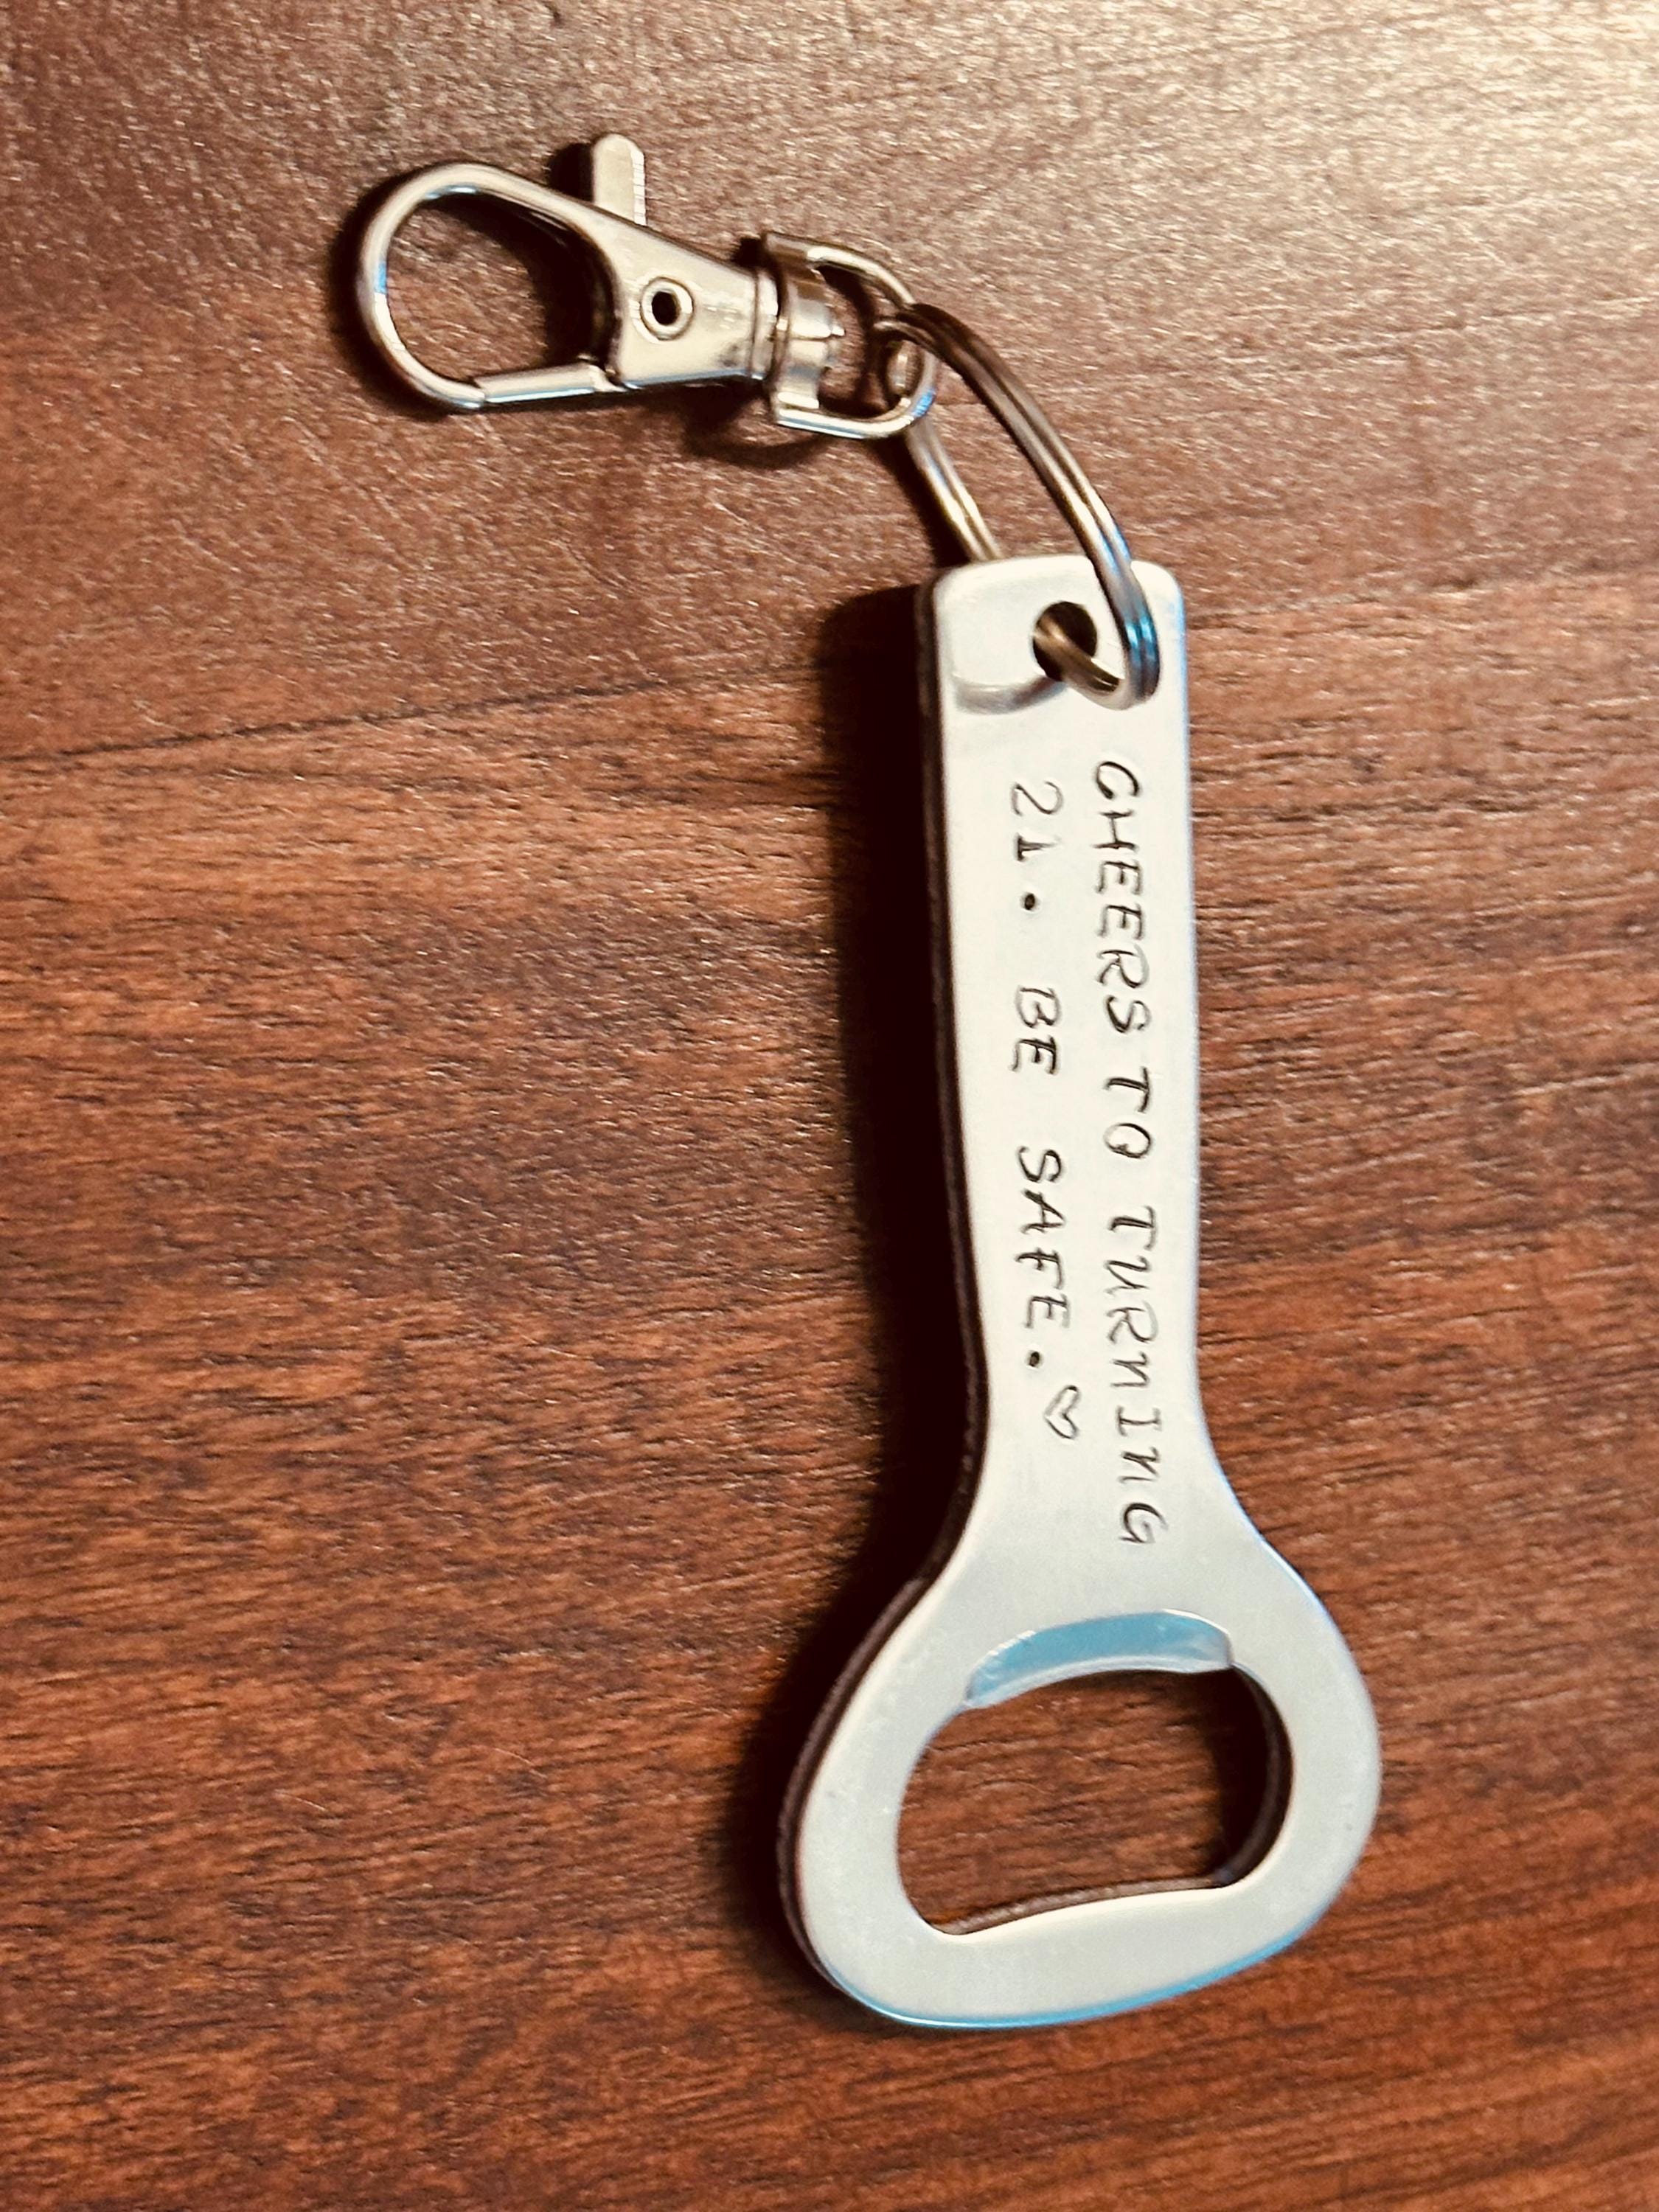 CHEERS TO TURNING
21. BE SAFE.♡